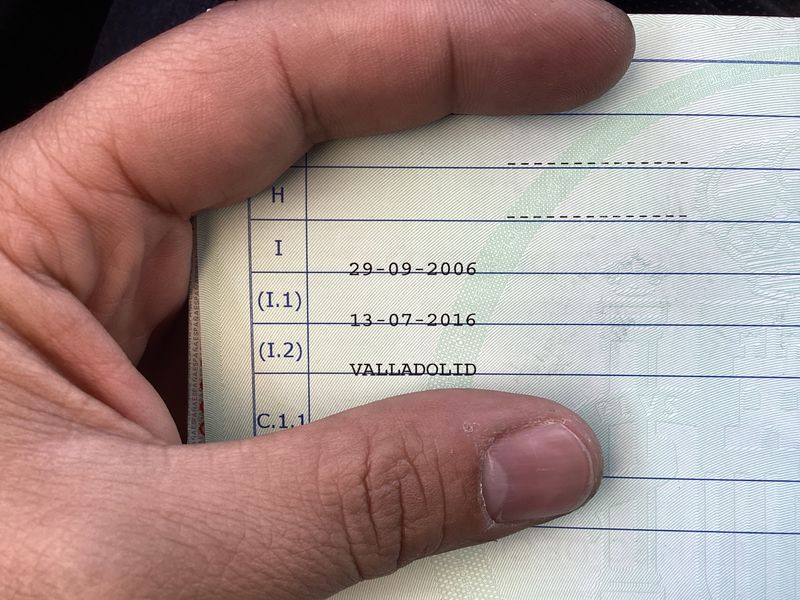 ---------------
H
---------------
I
29-09-2006
(I.1)
13-07-2016
(I.2)
VALLADOLID
C.1.1